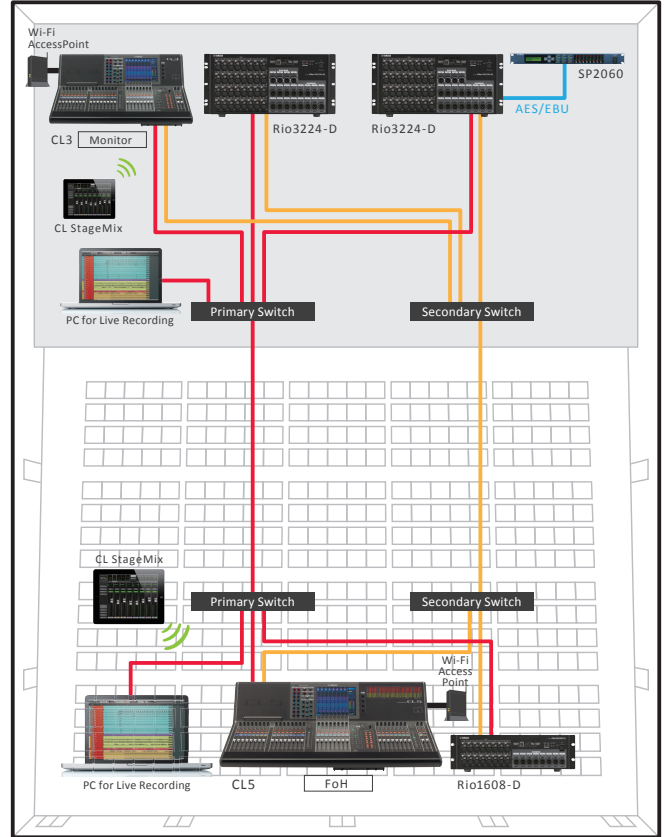 Wi-Fi
AccessPoint
SP2060
AES/EBU
Rio3224-D
Rio3224-D
CL3
Monitor
CL StageMix
PC for Live Recording
Primary Switch
Secondary Switch
CL StageMix
Primary Switch
Secondary Switch
Wi-Fi
Access
Point
PC for Live Recording
CL5
FoH
Rio1608-D